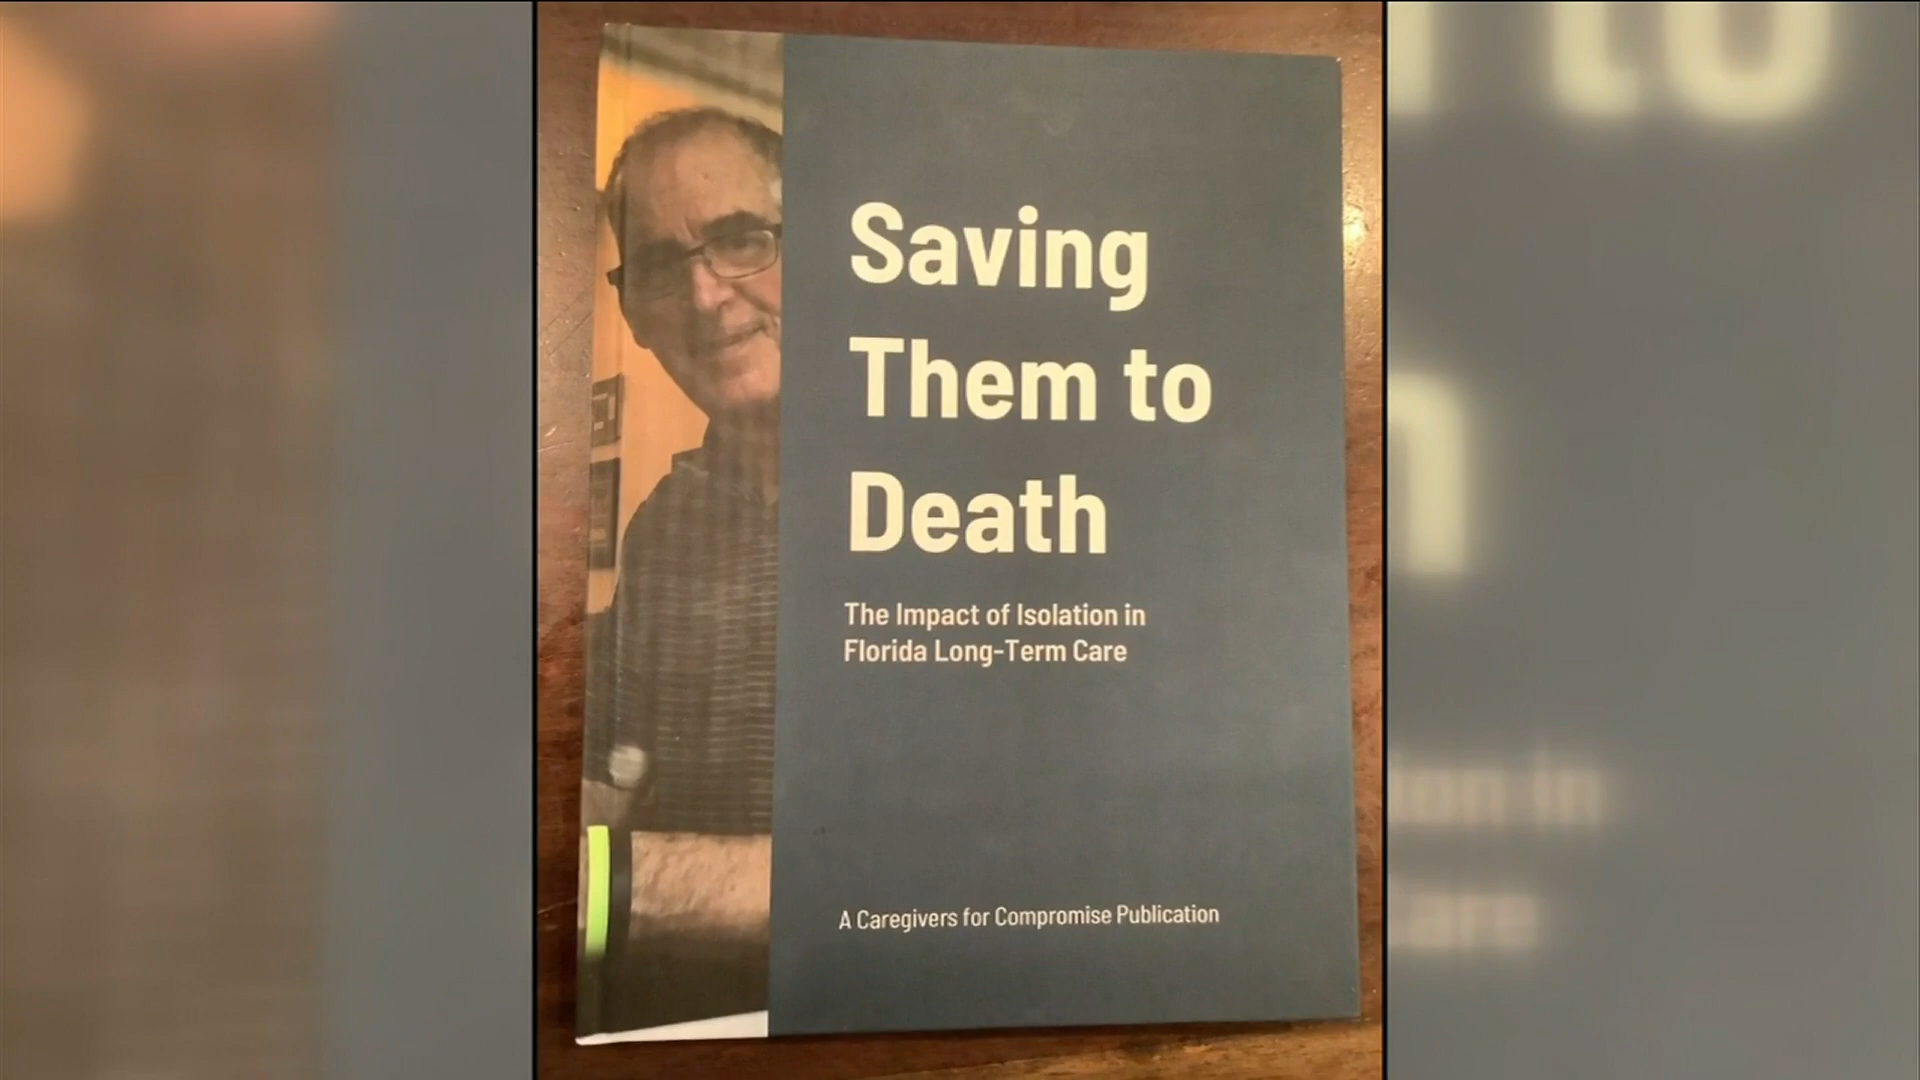 Saving
Them to
Death
The Impact of Isolation in
Florida Long-Term Care
A Caregivers for Compromise Publication